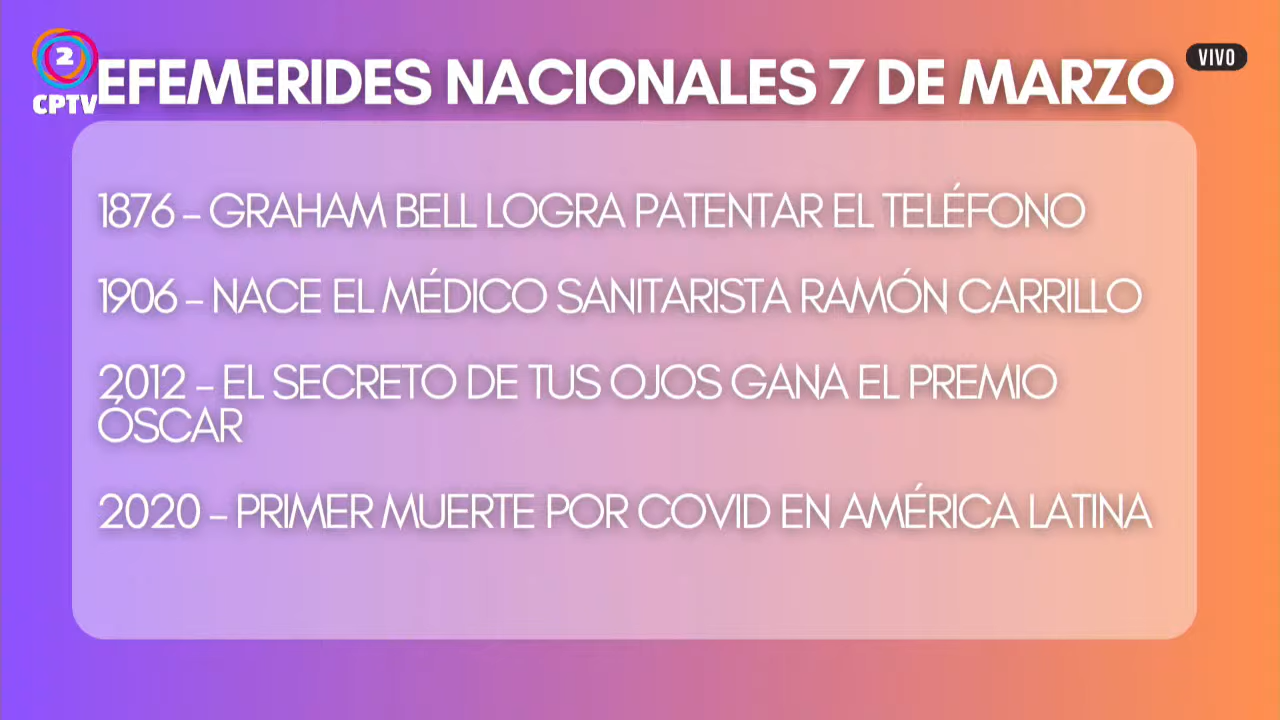 2
CPTV
EFEMERIDES NACIONALES 7 DE MARZO
VIVO
1876 – GRAHAM BELL LOGRA PATENTAR EL TELÉFONO
1906 – NACE EL MÉDICO SANITARISTA RAMÓN CARRILLO
2012 – EL SECRETO DE TUS OJOS GANA EL PREMIO
ÓSCAR
2020 – PRIMER MUERTE POR COVID EN AMÉRICA LATINA